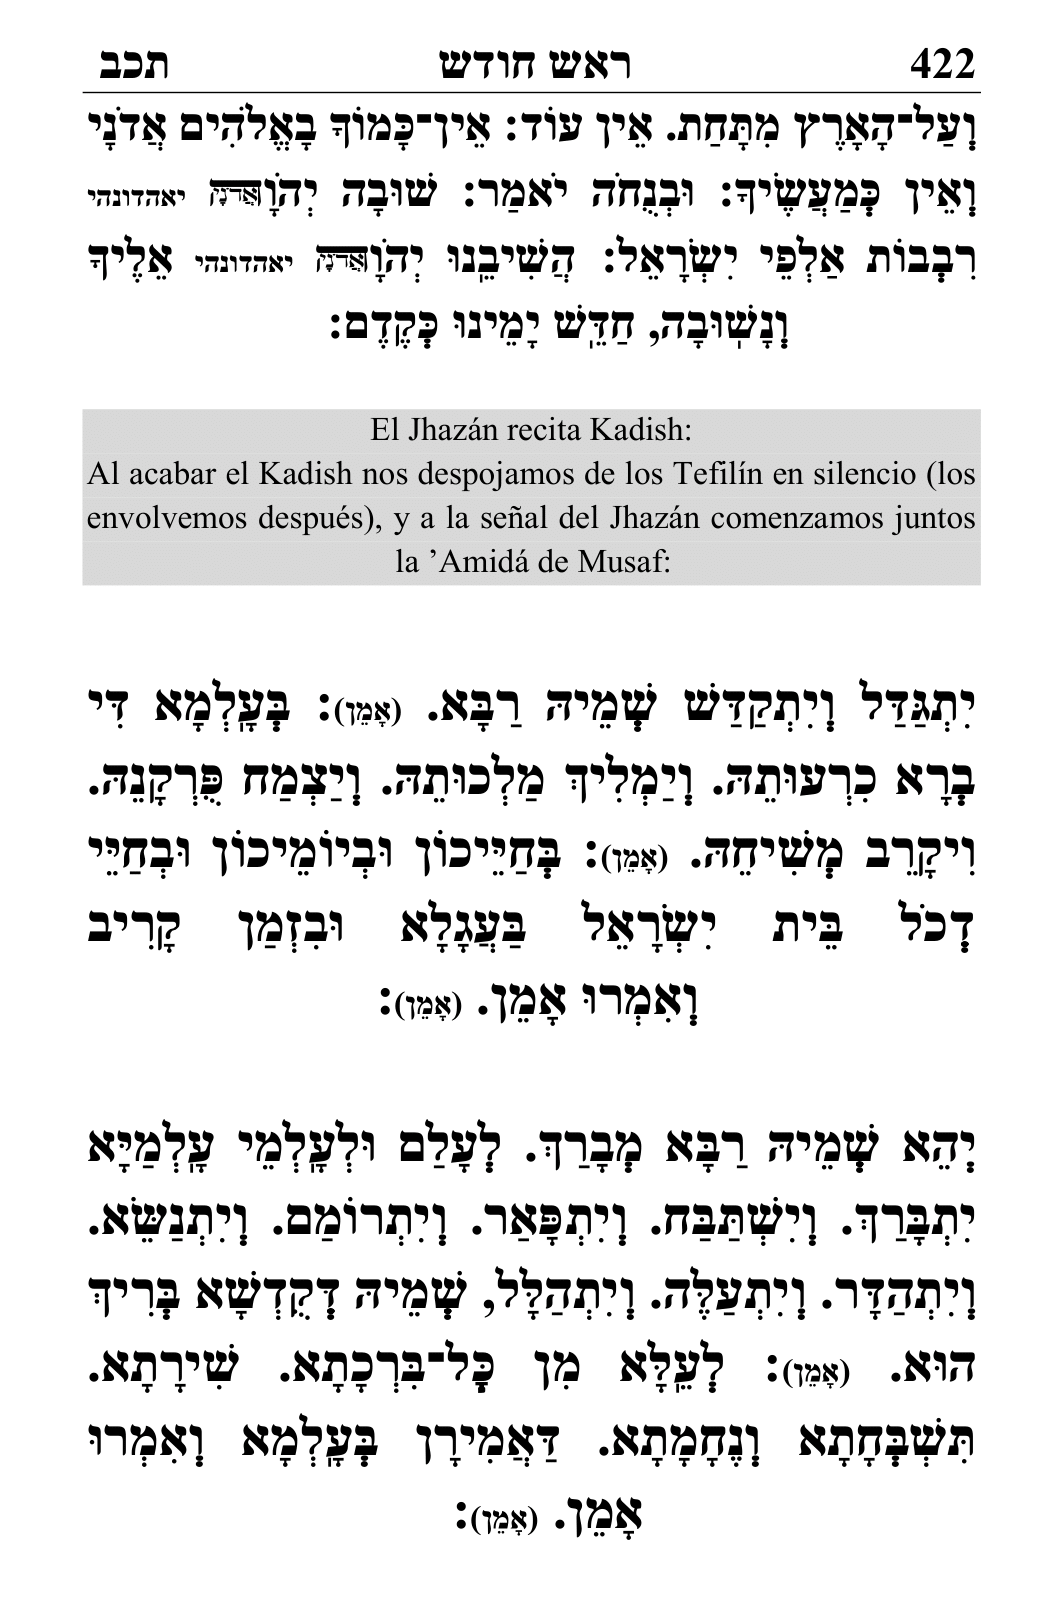 422 ראש חודש תכב
וְעַל־הָאָרֶץ מִתָּחַת. אֵין עוֹד: אֵין־כָּמוֹךָ בָאֱלֹהִים אֲדֹנָי
וְאֵין כְּמַעֲשֶׂיךָ: וּבְנֻחֹה יֹאמַר: שׁוּבָה יְהֹוָאֲדֹנָי יאהדונהי
רִבְבוֹת אַלְפֵי יִשְׂרָאֵל: הֲשִׁיבֵנוּ יְהֹוָאֲדֹנָי יאהדונהי אֵלֶיךָ
וְנָשׁוּבָה, חַדֵּשׁ יָמֵינוּ כְּקֶדֶם:
El Jhazán recita Kadish:
Al acabar el Kadish nos despojamos de los Tefilín en silencio (los
envolvemos después), y a la señal del Jhazán comenzamos juntos
la ’Amidá de Musaf:
יִתְגַּדַּל וְיִתְקַדַּשׁ שְׁמֵיהּ רַבָּא. (אָמֵן): בְּעָלְמָא דִּי
בְרָא כִרְעוּתֵהּ. וְיַמְלִיךְ מַלְכוּתֵהּ. וְיַצְמַח פֻּרְקָנֵהּ.
וִיקָרֵב מְשִׁיחֵהּ. (אָמֵן): בְּחַיֵּיכוֹן וּבְיוֹמֵיכוֹן וּבְחַיֵּי
דְכֹל בֵּית יִשְׂרָאֵל בַּעֲגָלָא וּבִזְמַן קָרִיב
וְאִמְרוּ אָמֵן. (אָמֵן):
יְהֵא שְׁמֵיהּ רַבָּא מְבָרַךְ. לְעָלַם וּלְעָלְמֵי עָלְמַיָּא
יִתְבָּרַךְ. וְיִשְׁתַּבַּח. וְיִתְפָּאַר. וְיִתְרוֹמַם. וְיִתְנַשֵּׂא.
וְיִתְהַדָּר. וְיִתְעַלֶּה. וְיִתְהַלָּל, שְׁמֵיהּ דְּקֻדְשָׁא בְּרִיךְ
הוּא. (אָמֵן): לְעֵלָּא מִן כָּל־בִּרְכָתָא. שִׁירָתָא.
תִּשְׁבְּחָתָא וְנֶחָמָתָא. דַּאֲמִירָן בְּעָלְמָא וְאִמְרוּ
אָמֵן. (אָמֵן):